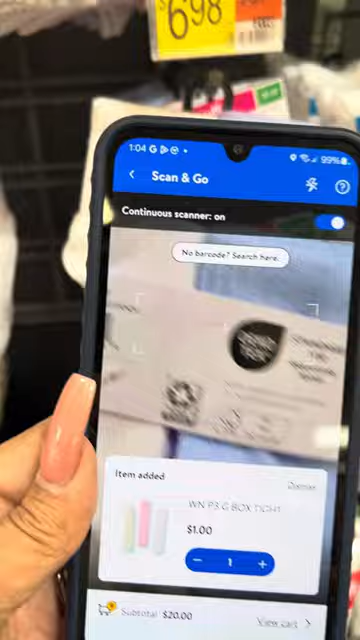 $6.98
1:04
99%
Scan & Go
Continuous scanner: on
No barcode? Search here.
Item added
Dismiss
WN P3 G BOX TIGHT
$1.00
1
Subtotal: $20.00
View cart